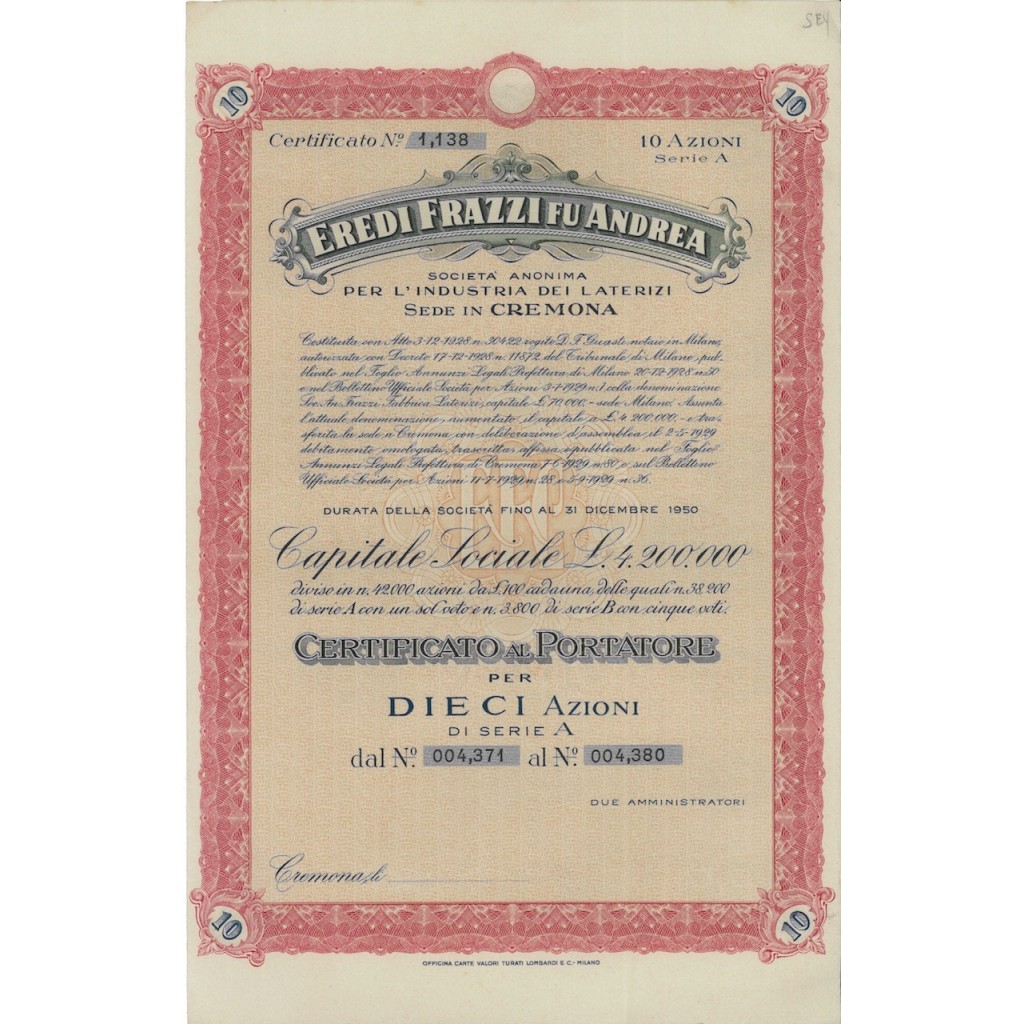 SEY
10
10
Certificato Nº 1,138
10 AZIONI
Serie A
EREDI FRAZZI FU ANDREA
SOCIETÀ ANONIMA
PER L'INDUSTRIA DEI LATERIZI
SEDE IN CREMONA
Costituita con Atto 3-12-1928 n. 30422 rogito D. F. Guasti notaio in Milano,
autorizzata con Decreto 17-12-1928 n. 11872 del Tribunale di Milano, pub-
blicato nel Foglio Annunzi Legali Prefettura di Milano 20-12-1928 n. 50
e nel Bollettino Ufficiale Società per Azioni 3-1-1929 n. 1 colla denominazione
Soc. An. Frazzi Fabbrica Laterizi, capitale L. 70.000,- sede Milano. Assunta
l'attuale denominazione, aumentato il capitale a L. 4.200.000,- e tra-
sferita la sede a Cremona con deliberazione d'assemblea il 2-5-1929
debitamente omologata, trascritta, affissa e pubblicata nel Foglio
Annunzi Legali Prefettura di Cremona 7-6-1929 n. 80 e sul Bollettino
Ufficiale Società per Azioni 11-7-1929 n. 28 e 5-9-1929 n. 36.
DURATA DELLA SOCIETÀ FINO AL 31 DICEMBRE 1950
Capitale Sociale L. 4.200.000
diviso in n. 42000 azioni da L. 100 cadauna, delle quali n. 38.200
di serie A con un sol voto e n. 3.800 di serie B con cinque voti.
CERTIFICATO AL PORTATORE
PER
DIECI AZIONI
DI SERIE A
dal Nº 004,371 al Nº 004,380
DUE AMMINISTRATORI
Cremona, li
10
10
OFFICINA CARTE VALORI TURATI LOMBARDI E C. - MILANO